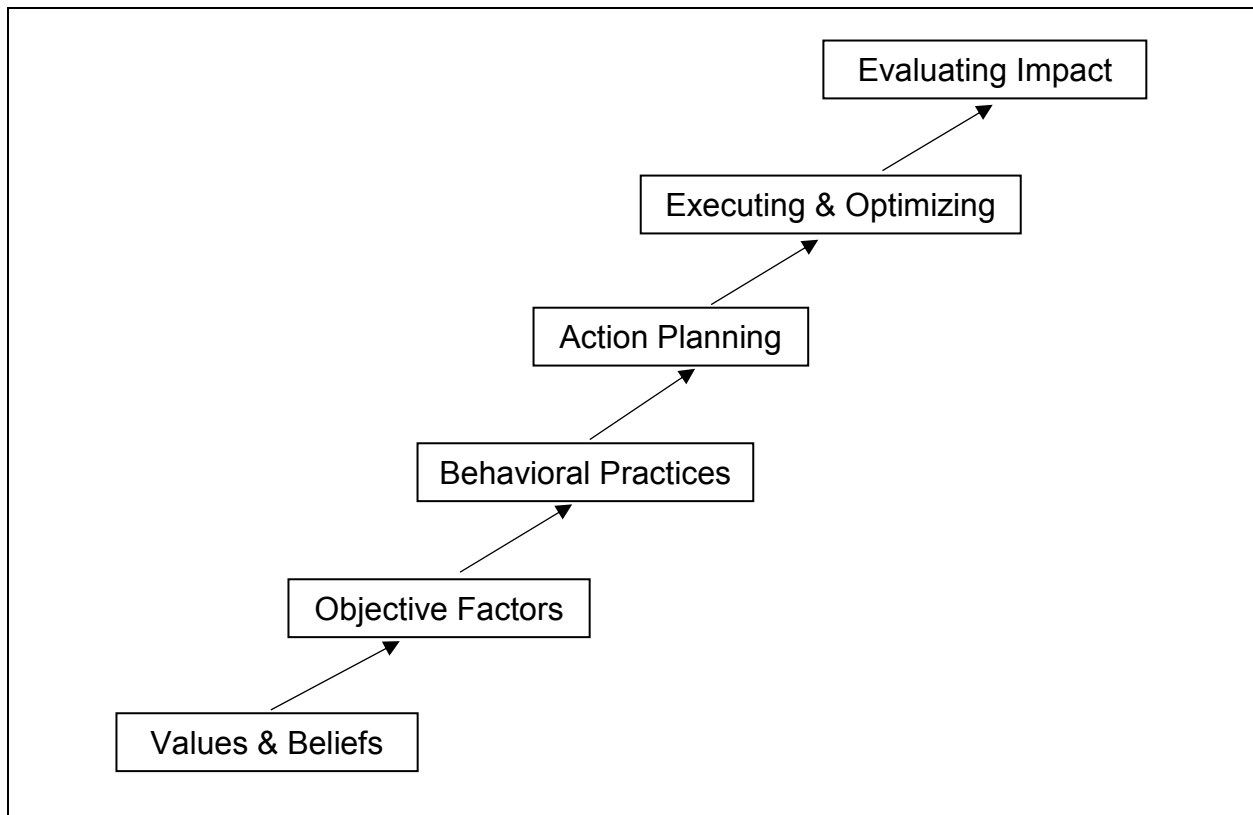 Evaluating Impact
Executing & Optimizing
Action Planning
Behavioral Practices
Objective Factors
Values & Beliefs